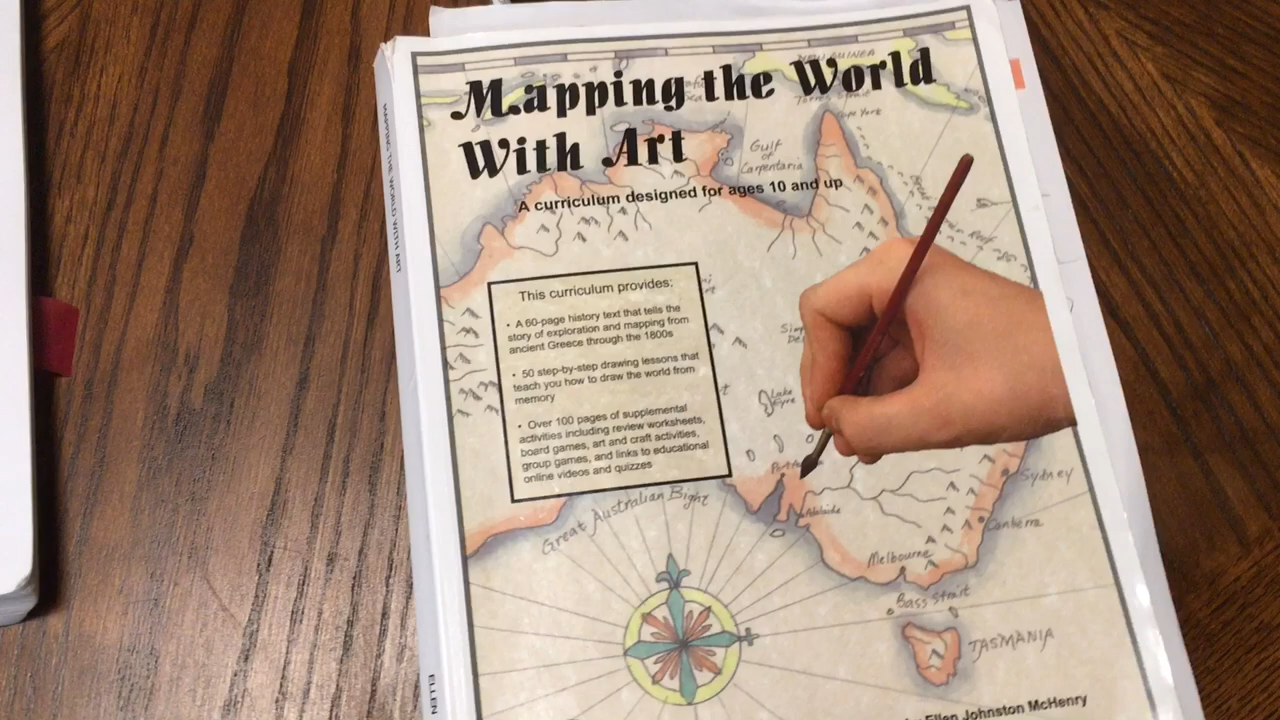 NEW GUINEA
Mapping the World
Torres Strait
Cape York
With Art
Gulf
of
Carpentaria
A curriculum designed for ages 10 and up
This curriculum provides:
• A 60-page history text that tells the
story of exploration and mapping from
ancient Greece through the 1800s
• 50 step-by-step drawing lessons that
teach you how to draw the world from
memory
• Over 100 pages of supplemental
activities including review worksheets,
board games, art and craft activities,
group games, and links to educational
online videos and quizzes
Lake
Eyre
Great Australian Bight
Adelaide
Sydney
Canberra
Melbourne
Bass Strait
TASMANIA
Ellen Johnston McHenry
MAPPING THE WORLD WITH ART
ELLEN